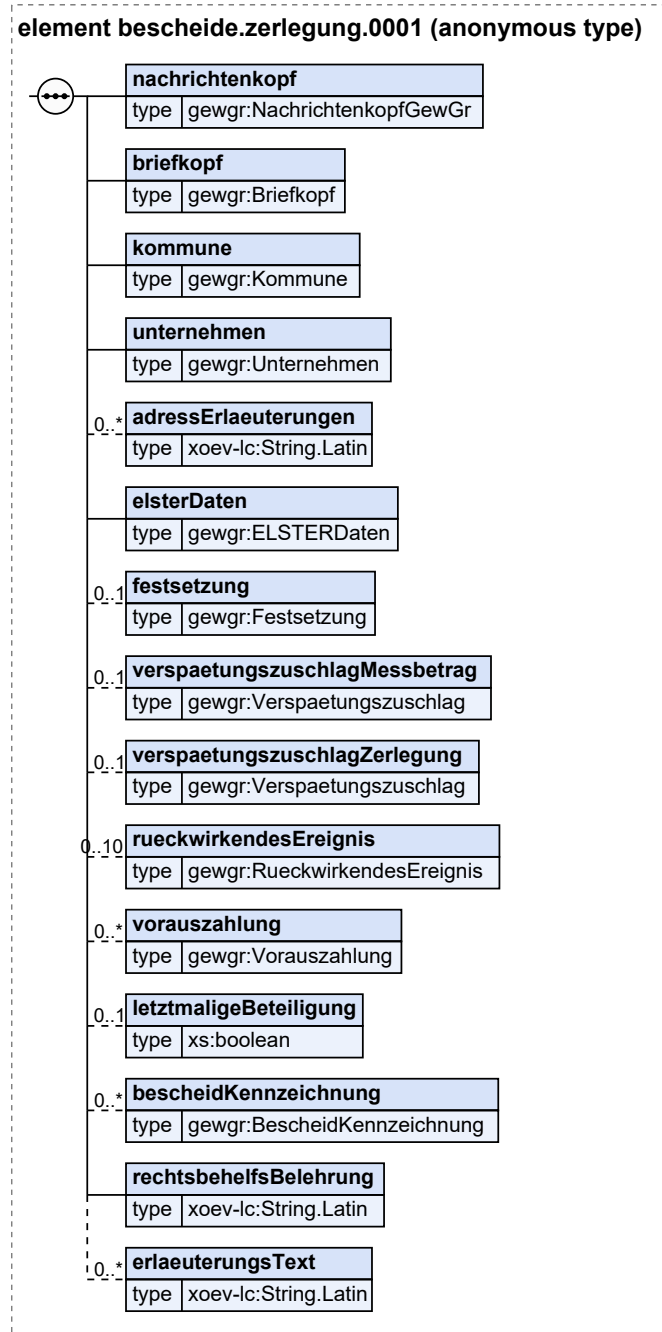 element bescheide.zerlegung.0001 (anonymous type)
nachrichtenkopf
type gewgr:NachrichtenkopfGewGr
briefkopf
type gewgr:Briefkopf
kommune
type gewgr:Kommune
unternehmen
type gewgr:Unternehmen
0..* adressErlaeuterungen
type xoev-lc:String.Latin
elsterDaten
type gewgr:ELSTERDaten
0..1 festsetzung
type gewgr:Festsetzung
0..1 verspaetungszuschlagMessbetrag
type gewgr:Verspaetungszuschlag
0..1 verspaetungszuschlagZerlegung
type gewgr:Verspaetungszuschlag
0..10 rueckwirkendesEreignis
type gewgr:RueckwirkendesEreignis
0..* vorauszahlung
type gewgr:Vorauszahlung
0..1 letztmaligeBeteiligung
type xs:boolean
0..* bescheidKennzeichnung
type gewgr:BescheidKennzeichnung
rechtsbehelfsBelehrung
type xoev-lc:String.Latin
0..* erlaeuterungsText
type xoev-lc:String.Latin